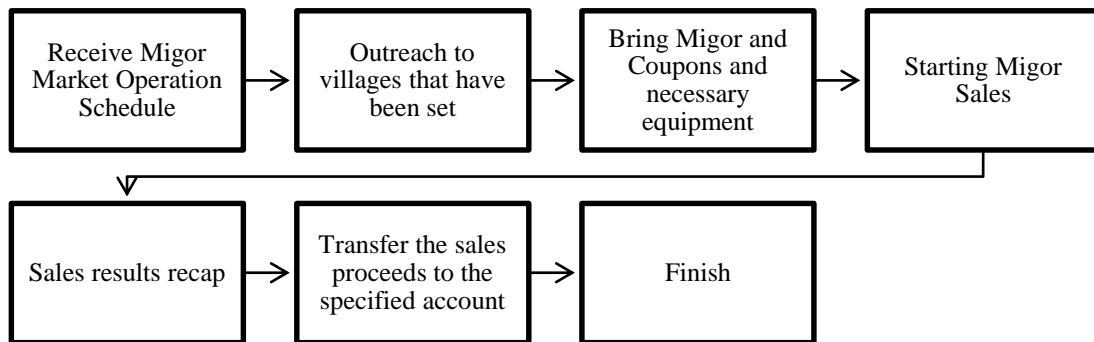 Receive Migor
Market Operation
Schedule
Outreach to
villages that have
been set
Bring Migor and
Coupons and
necessary
equipment
Starting Migor
Sales
Sales results recap
Transfer the sales
proceeds to the
specified account
Finish